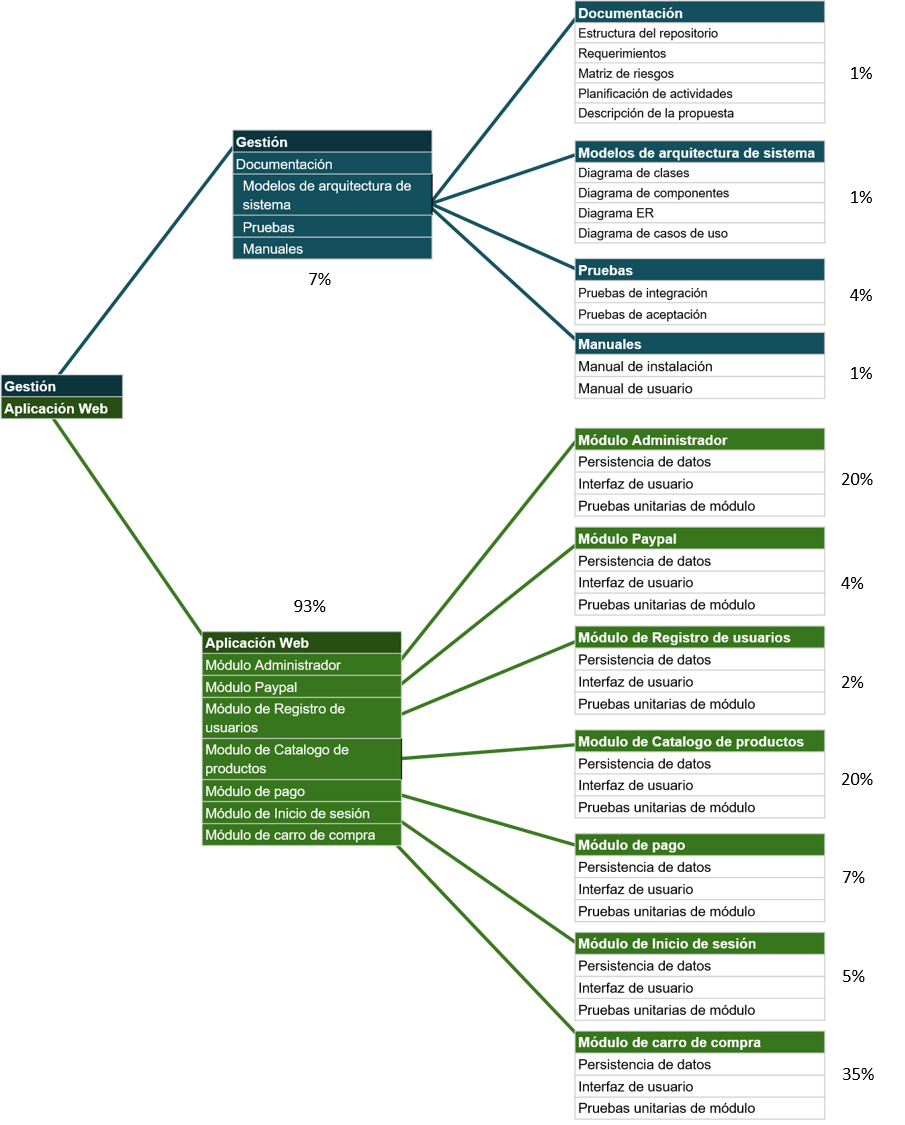 Gestión
Aplicación Web
Gestión
Documentación
Modelos de arquitectura de
sistema
Pruebas
Manuales
7%
Documentación
Estructura del repositorio
Requerimientos
Matriz de riesgos
Planificación de actividades
Descripción de la propuesta
1%
Modelos de arquitectura de sistema
Diagrama de clases
Diagrama de componentes
Diagrama ER
Diagrama de casos de uso
1%
Pruebas
Pruebas de integración
Pruebas de aceptación
4%
Manuales
Manual de instalación
Manual de usuario
1%
93%
Aplicación Web
Módulo Administrador
Módulo Paypal
Módulo de Registro de
usuarios
Modulo de Catalogo de
productos
Módulo de pago
Módulo de Inicio de sesión
Módulo de carro de compra
Módulo Administrador
Persistencia de datos
Interfaz de usuario
Pruebas unitarias de módulo
20%
Módulo Paypal
Persistencia de datos
Interfaz de usuario
Pruebas unitarias de módulo
4%
Módulo de Registro de usuarios
Persistencia de datos
Interfaz de usuario
Pruebas unitarias de módulo
2%
Modulo de Catalogo de productos
Persistencia de datos
Interfaz de usuario
Pruebas unitarias de módulo
20%
Módulo de pago
Persistencia de datos
Interfaz de usuario
Pruebas unitarias de módulo
7%
Módulo de Inicio de sesión
Persistencia de datos
Interfaz de usuario
Pruebas unitarias de módulo
5%
Módulo de carro de compra
Persistencia de datos
Interfaz de usuario
Pruebas unitarias de módulo
35%